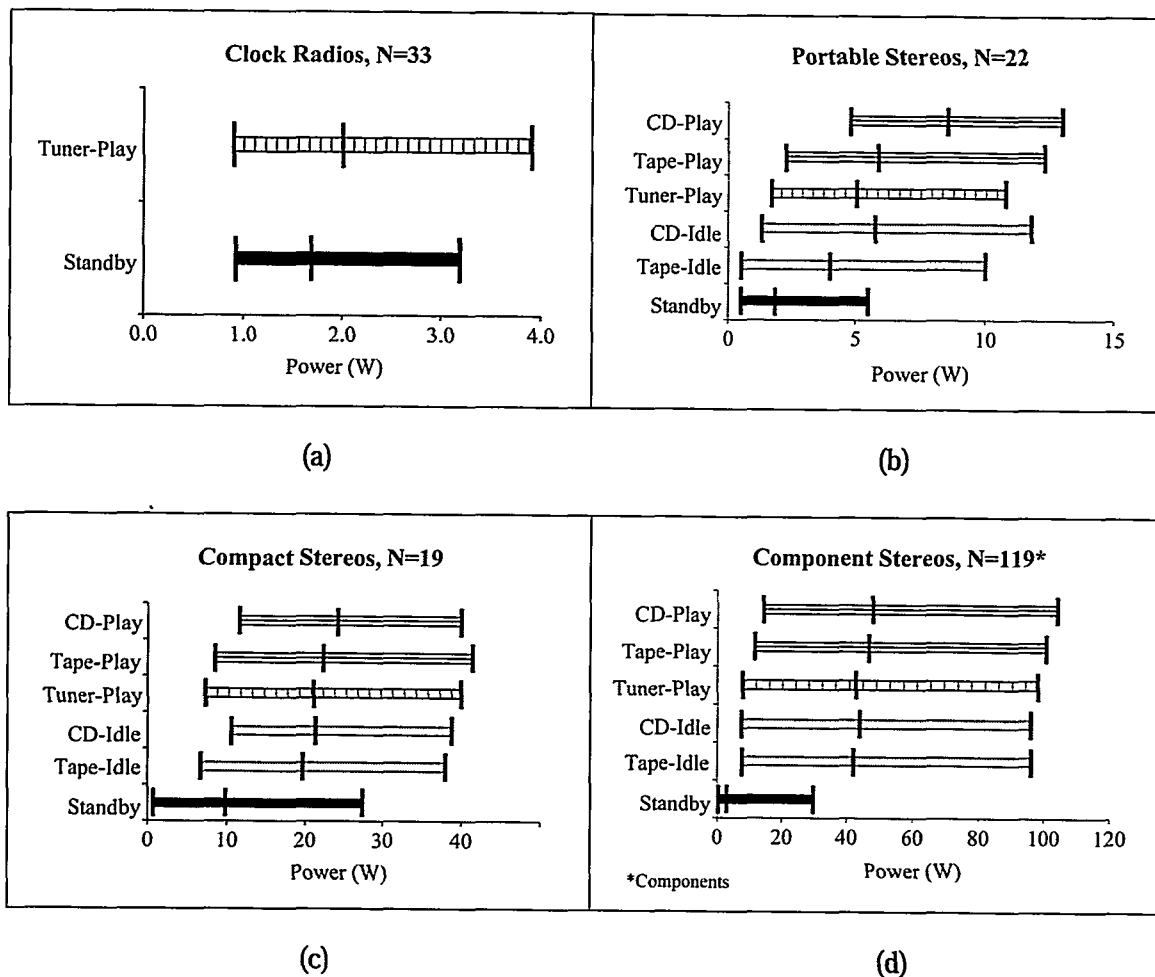 Clock Radios, N=33
Tuner-Play
Standby
0.0 1.0 2.0 3.0 4.0
Power (W)
(a)
Portable Stereos, N=22
CD-Play
Tape-Play
Tuner-Play
CD-Idle
Tape-Idle
Standby
0 5 10 15
Power (W)
(b)
Compact Stereos, N=19
CD-Play
Tape-Play
Tuner-Play
CD-Idle
Tape-Idle
Standby
0 10 20 30 40
Power (W)
(c)
Component Stereos, N=119*
CD-Play
Tape-Play
Tuner-Play
CD-Idle
Tape-Idle
Standby
0 20 40 60 80 100 120
*Components Power (W)
(d)